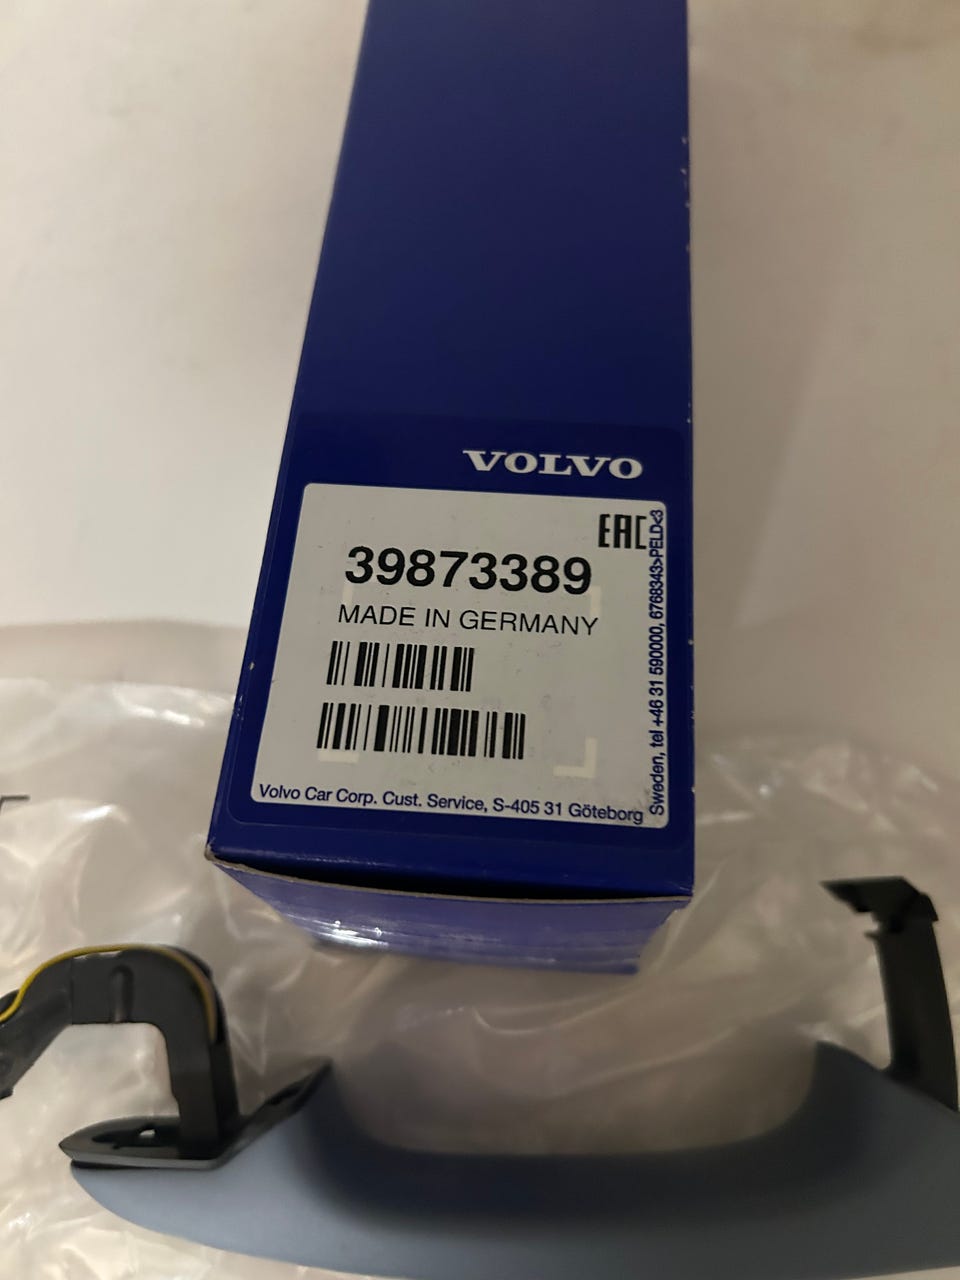 VOLVO
EAC
39873389
MADE IN GERMANY
Volvo Car Corp. Cust. Service, S-405 31 Göteborg
Sweden, tel +46 31 590000, 6768343>PELD<3